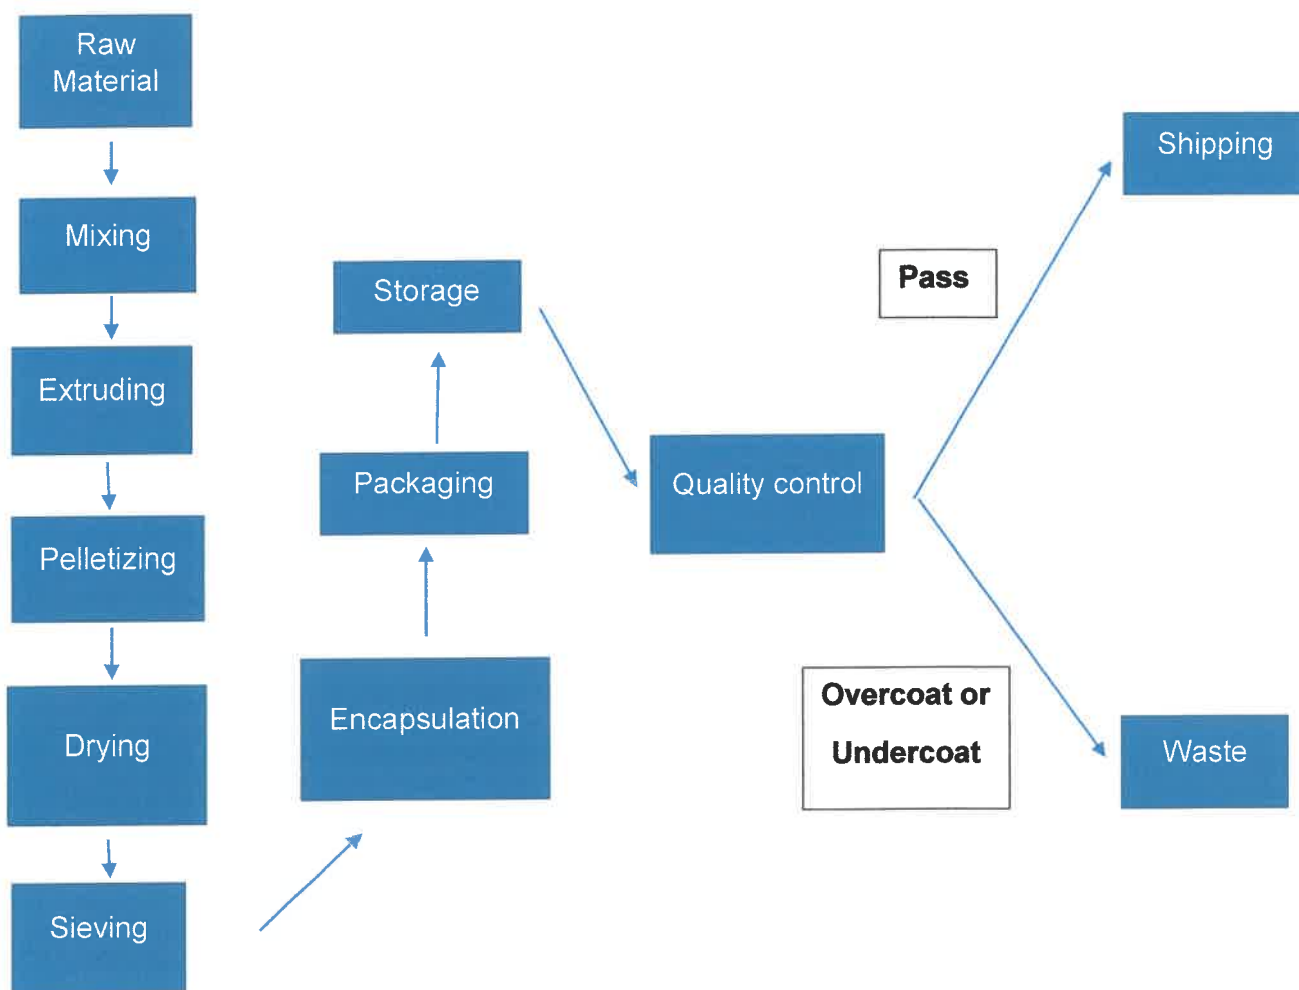 Raw
Material
Mixing
Extruding
Pelletizing
Drying
Sieving
Encapsulation
Packaging
Storage
Quality control
Pass
Shipping
Overcoat or
Undercoat
Waste